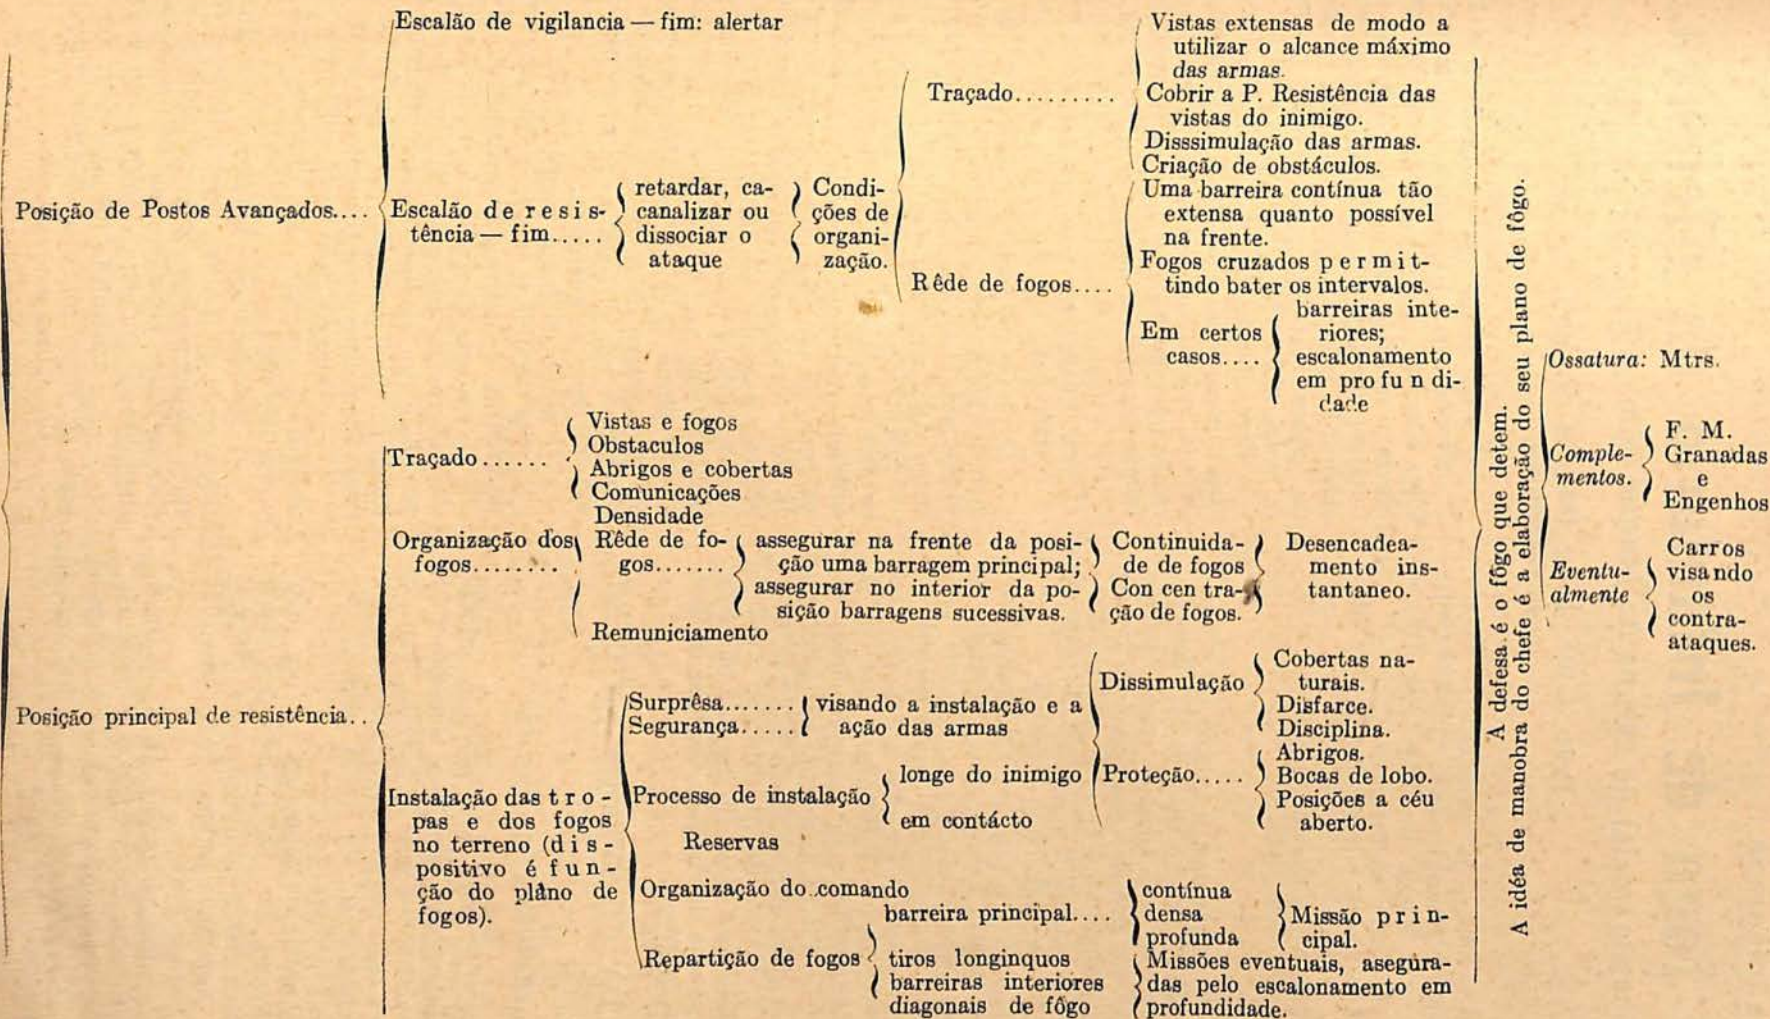 Escalão de vigilancia — fim: alertar
Posição de Postos Avançados....
Escalão de resis-
tência — fim.....
retardar, ca-
canalizar ou
dissociar o
ataque
Condi-
ções de
organi-
zação.
Traçado.........
Vistas extensas de modo a
utilizar o alcance máximo
das armas.
Cobrir a P. Resistência das
vistas do inimigo.
Disssimulação das armas.
Criação de obstáculos.
Rêde de fogos....
Uma barreira contínua tão
extensa quanto possível
na frente.
Fogos cruzados permit-
tindo bater os intervalos.
Em certos
casos....
barreiras inte-
riores;
escalonamento
em profundi-
dade
Posição principal de resistência..
Traçado......
Vistas e fogos
Obstaculos
Abrigos e cobertas
Comunicações
Organização dos
fogos........
Densidade
Rêde de fo-
gos.......
assegurar na frente da posi-
ção uma barragem principal;
assegurar no interior da po-
sição barragens sucessivas.
Continuida-
de de fogos
Concentra-
ção de fogos.
Desencadea-
mento ins-
tantaneo.
Remuniciamento
Instalação das tro-
pas e dos fogos
no terreno (dis-
positivo é fun-
ção do plâno de
fogos).
Surprêsa.......
Segurança.....
visando a instalação e a
ação das armas
Processo de instalação
longe do inimigo
em contácto
Dissimulação
Cobertas na-
turais.
Disfarce.
Disciplina.
Proteção.....
Abrigos.
Bocas de lobo.
Posições a céu
aberto.
Reservas
Organização do comando
Repartição de fogos
barreira principal....
contínua
densa
profunda
Missão prin-
cipal.
tiros longinquos
barreiras interiores
diagonais de fôgo
Missões eventuais, asegura-
das pelo escalonamento em
profundidade.
A defesa é o fôgo que detem.
A idéa de manobra do chefe é a elaboração do seu plano de fôgo.
Ossatura: Mtrs.
Comple-
mentos.
F. M.
Granadas
e
Engenhos
Eventu-
almente
Carros
visando
os
contra-
ataques.